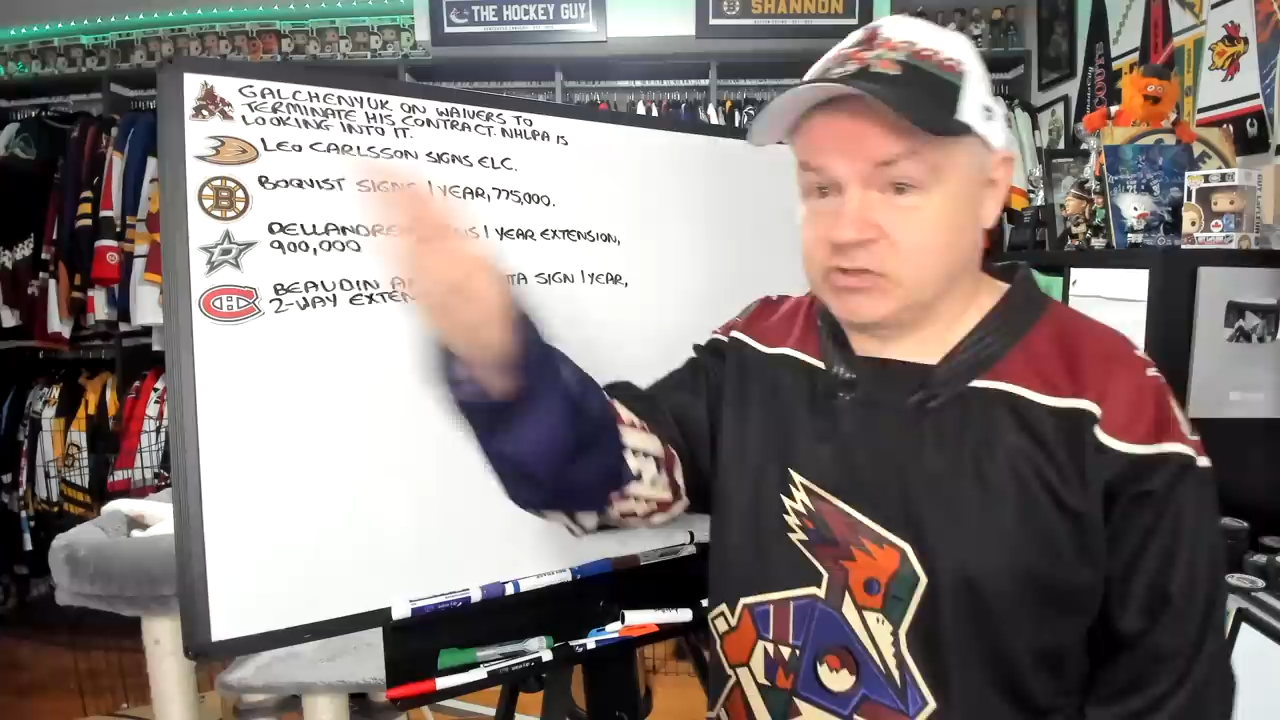 THE HOCKEY GUY
SHANNON
GALCHENYUK ON WAIVERS TO
TERMINATE HIS CONTRACT. NHLPA IS
LOOKING INTO IT.
LEO CARLSSON SIGNS ELC.
BOQVIST SIGNS 1 YEAR, 775,000.
1 YEAR EXTENSION,
900,000
BEAUDIN SIGN 1 YEAR,
2-WAY